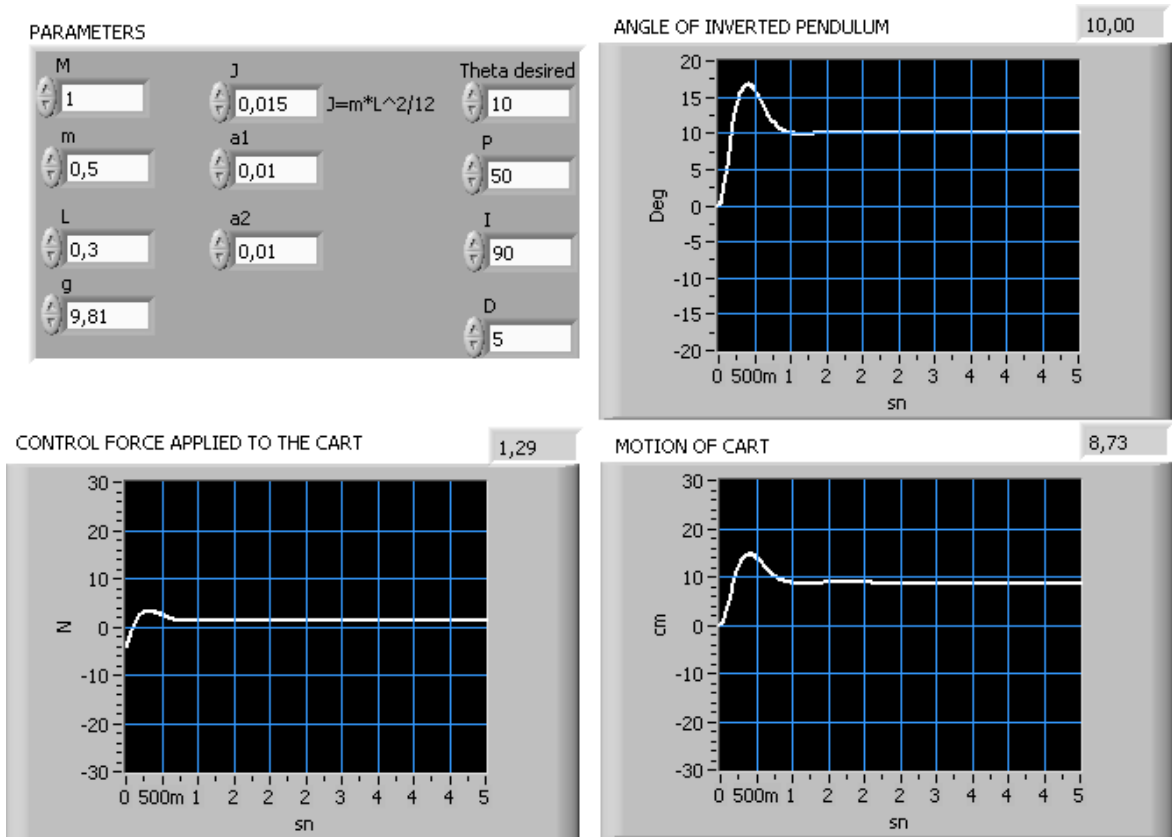 PARAMETERS
M
1
J
0,015
J=m*L^2/12
Theta desired
10
m
0,5
a1
0,01
P
50
L
0,3
a2
0,01
I
90
g
9,81
D
5
ANGLE OF INVERTED PENDULUM
10,00
20
15
10
5
0
-5
-10
-15
-20
Deg
0 500m 1 2 2 2 3 4 4 4 5
sn
CONTROL FORCE APPLIED TO THE CART
1,29
30
20
10
0
-10
-20
-30
N
0 500m 1 2 2 2 3 4 4 4 5
sn
MOTION OF CART
8,73
30
20
10
0
-10
-20
-30
cm
0 500m 1 2 2 2 3 4 4 4 5
sn